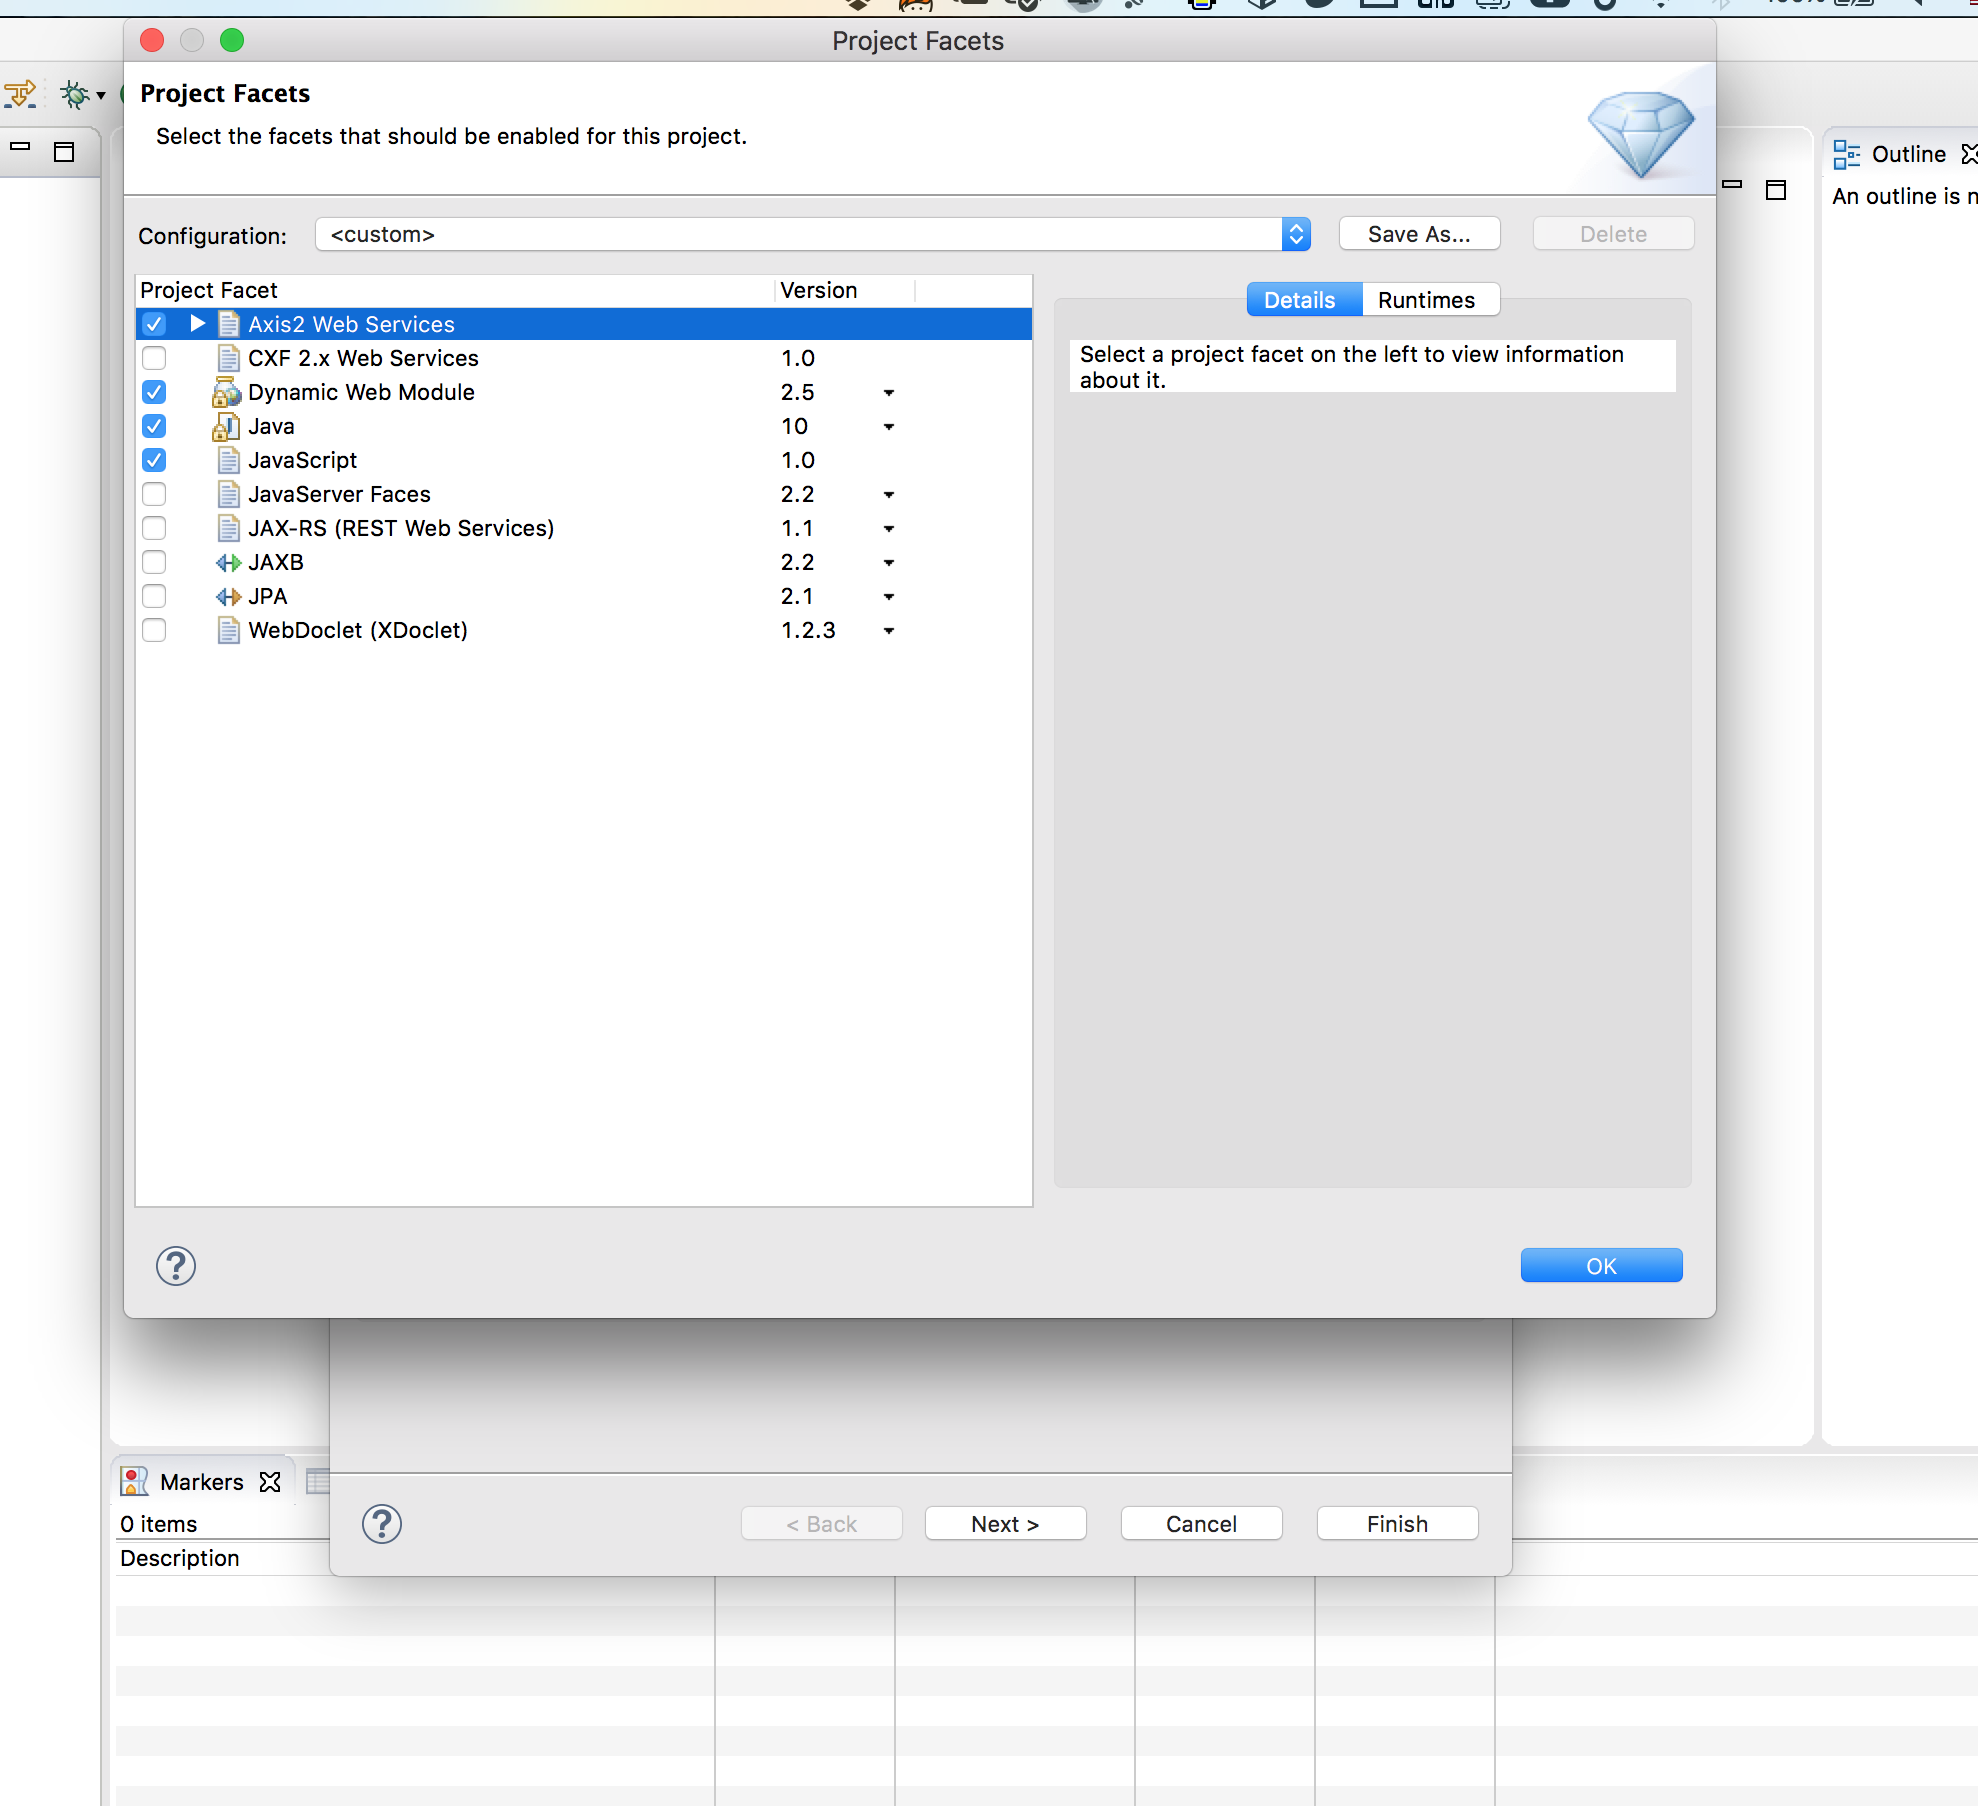 Project Facets
Project Facets
Select the facets that should be enabled for this project.
Outline
An outline is n
Configuration: <custom> Save As... Delete
Project Facet Version
Axis2 Web Services
CXF 2.x Web Services 1.0
Dynamic Web Module 2.5
Java 10
JavaScript 1.0
JavaServer Faces 2.2
JAX-RS (REST Web Services) 1.1
JAXB 2.2
JPA 2.1
WebDoclet (XDoclet) 1.2.3
Details Runtimes
Select a project facet on the left to view information
about it.
? OK
Markers
0 items
Description
? < Back Next > Cancel Finish